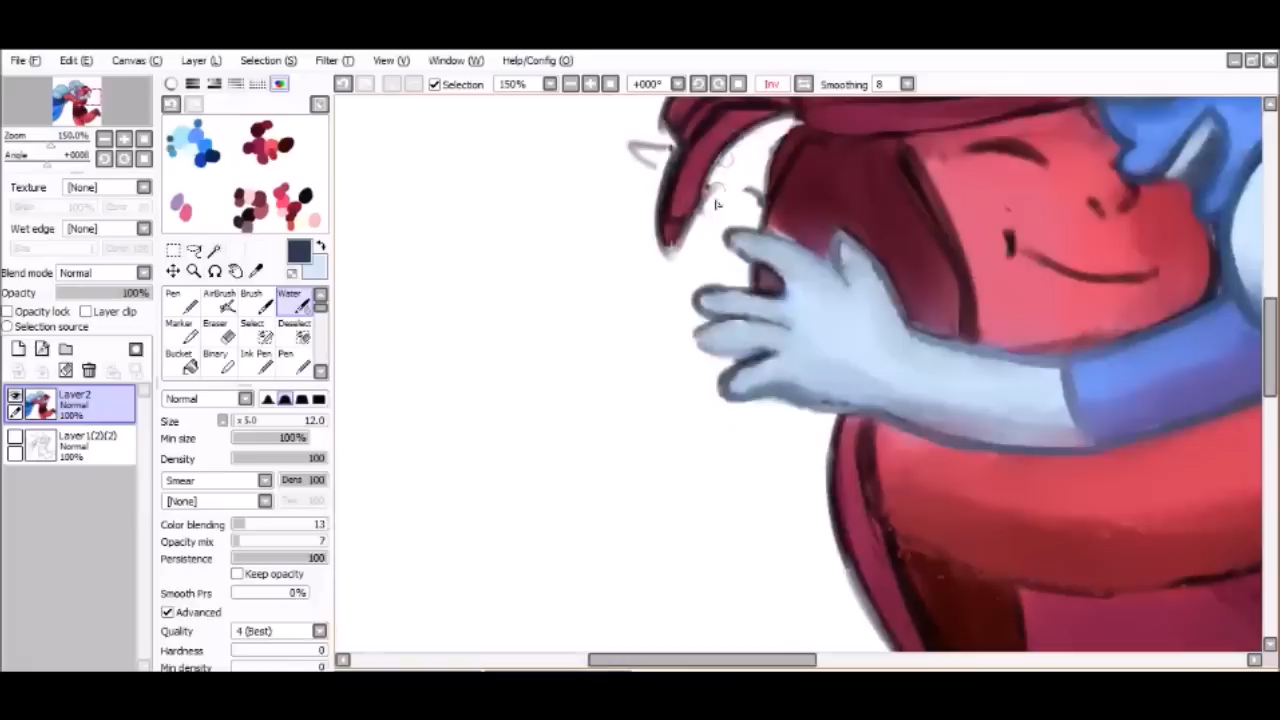 File (F) Edit (E) Canvas (C) Layer (L) Selection (S) Filter (T) View (V) Window (W) Help/Config (O)
Selection 150% +000° Inv Smoothing 8
Zoom 150.0%
Angle +000θ
Texture [None]
100%
Wet edge [None]
Blend mode Normal
Opacity 100%
Opacity lock Layer clip
Selection source
Layer2
Normal
100%
Layer1(2)(2)
Normal
100%
Pen AirBrush Brush Water
Marker Eraser Select Deselect
Bucket Binary Ink Pen Pen
Normal
Size x 5.0 12.0
Min size 100%
Density 100
Smear Dens 100
[None] 100
Color blending 13
Opacity mix 7
Persistence 100
Keep opacity
Smooth Prs 0%
Advanced
Quality 4 (Best)
Hardness 0
Min density 0